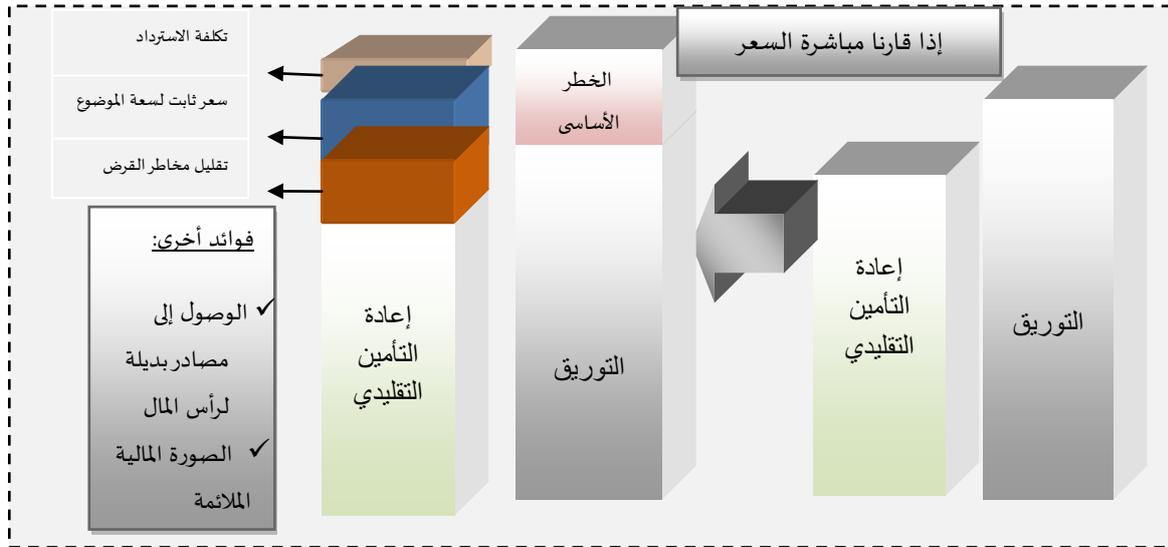 إذا قارنا مباشرة السعر
التوريق
إعادة
التأمين
التقليدي
الخطر
الأساسى
التوريق
إعادة
التأمين
التقليدي
تكلفة الاسترداد
سعر ثابت لسعة الموضوع
تقليل مخاطر القرض
فوائد أخرى:
✓ الوصول إلى
مصادر بديلة
لرأس المال
✓ الصورة المالية
الملائمة